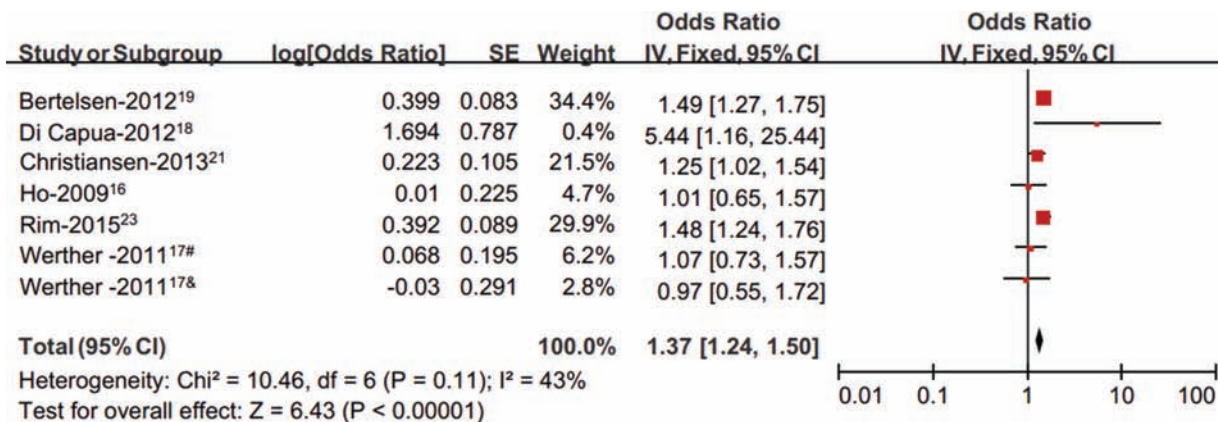 Odds Ratio Odds Ratio
Study or Subgroup log[Odds Ratio] SE Weight IV, Fixed, 95% CI IV, Fixed, 95% CI
Bertelsen-2012¹⁹ 0.399 0.083 34.4% 1.49 [1.27, 1.75]
Di Capua-2012¹⁸ 1.694 0.787 0.4% 5.44 [1.16, 25.44]
Christiansen-2013²¹ 0.223 0.105 21.5% 1.25 [1.02, 1.54]
Ho-2009¹⁶ 0.01 0.225 4.7% 1.01 [0.65, 1.57]
Rim-2015²³ 0.392 0.089 29.9% 1.48 [1.24, 1.76]
Werther -2011¹⁷# 0.068 0.195 6.2% 1.07 [0.73, 1.57]
Werther -2011¹⁷& -0.03 0.291 2.8% 0.97 [0.55, 1.72]
Total (95% CI) 100.0% 1.37 [1.24, 1.50]
Heterogeneity: Chi² = 10.46, df = 6 (P = 0.11); I² = 43%
Test for overall effect: Z = 6.43 (P < 0.00001)
0.01 0.1 1 10 100